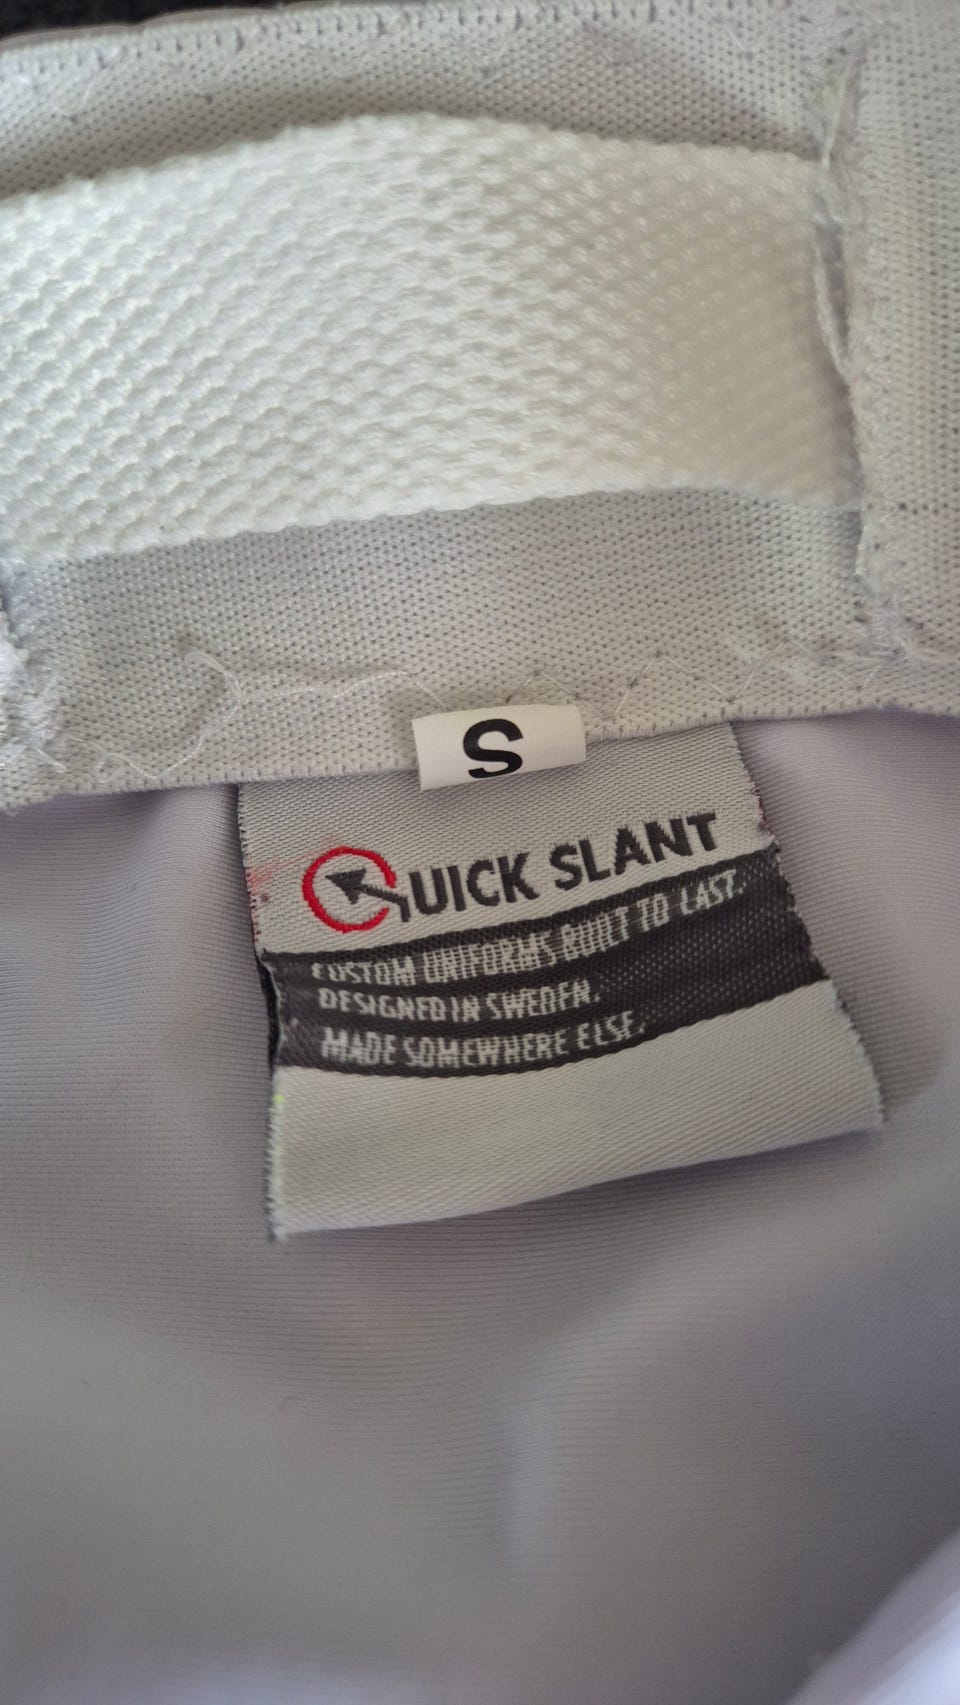 S
QUICK SLANT
CUSTOM UNIFORMS BUILT TO LAST.
DESIGNED IN SWEDEN.
MADE SOMEWHERE ELSE.